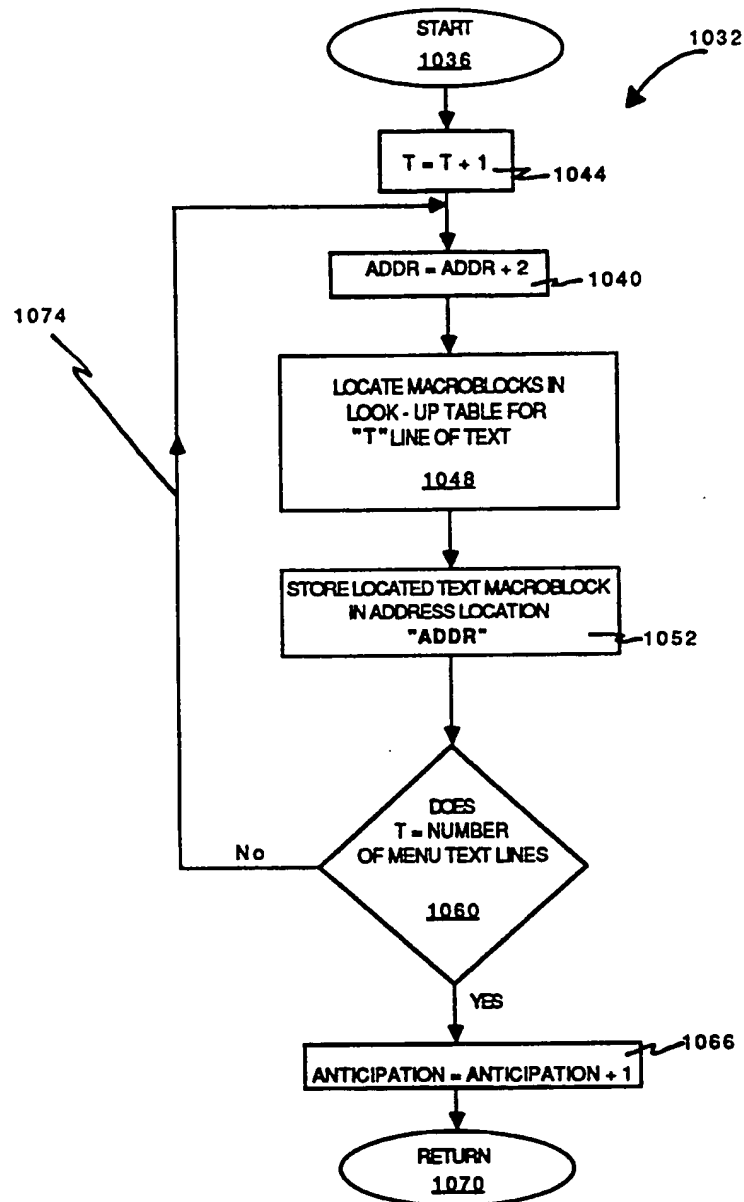 START
1036
1032
T = T + 1
1044
ADDR = ADDR + 2
1040
1074
LOCATE MACROBLOCKS IN
LOOK - UP TABLE FOR
"T" LINE OF TEXT
1048
STORE LOCATED TEXT MACROBLOCK
IN ADDRESS LOCATION
"ADDR"
1052
DOES
T = NUMBER
OF MENU TEXT LINES
1060
No
YES
1066
ANTICIPATION = ANTICIPATION + 1
RETURN
1070